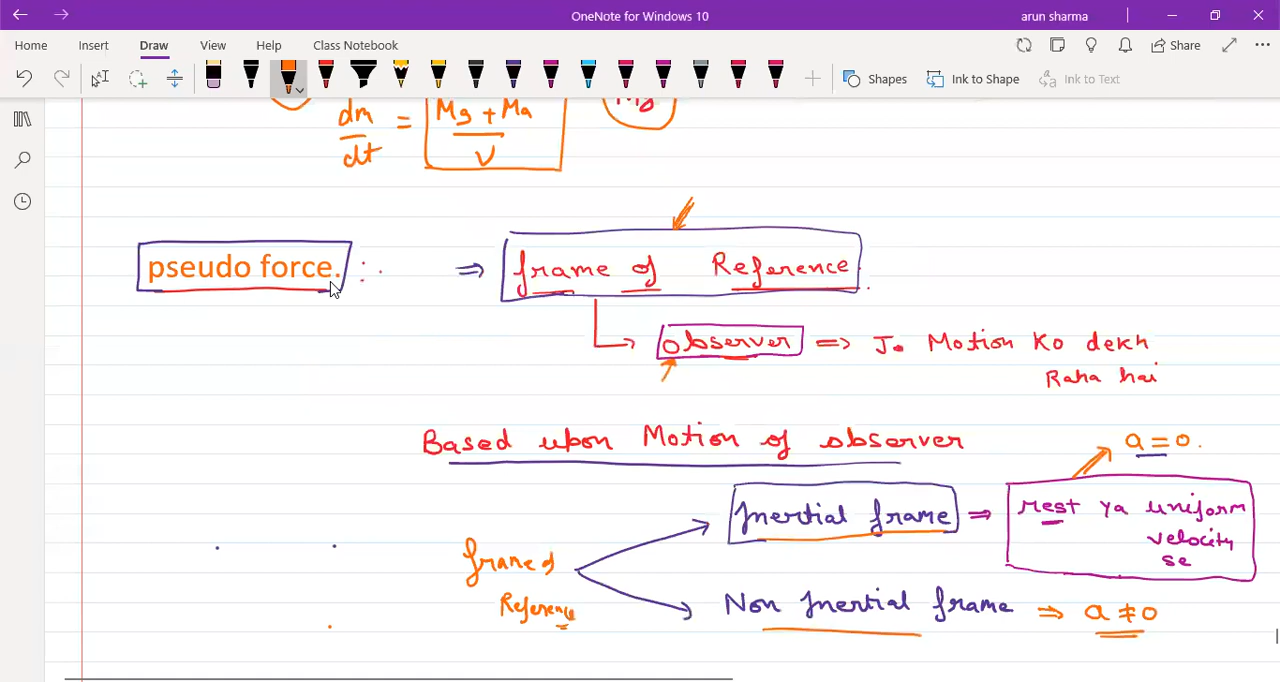 OneNote for Windows 10
arun sharma
Home Insert Draw View Help Class Notebook
Share
Shapes Ink to Shape Ink to Text
dm
dt
=
Mg + Ma
V
Mg
pseudo force. : . ⇒ frame of Reference.
observer ⇒ Jo Motion Ko dekh
Raha hai
Based upon Motion of observer
a = 0.
Inertial frame ⇒ rest ya uniform
velocity
se
frame of
Reference
Non Inertial frame ⇒ a ≠ 0